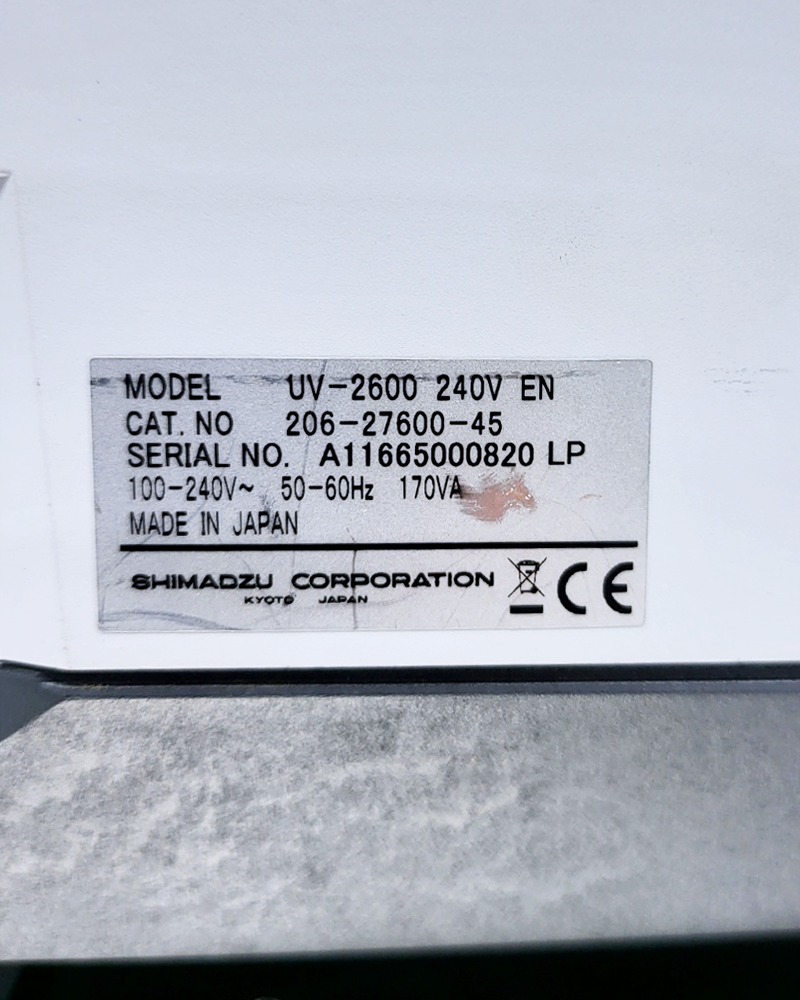 MODEL UV-2600 240V EN
CAT. NO 206-27600-45
SERIAL NO. A11665000820 LP
100-240V~ 50-60Hz 170VA
MADE IN JAPAN
SHIMADZU CORPORATION
KYOTO JAPAN
CE